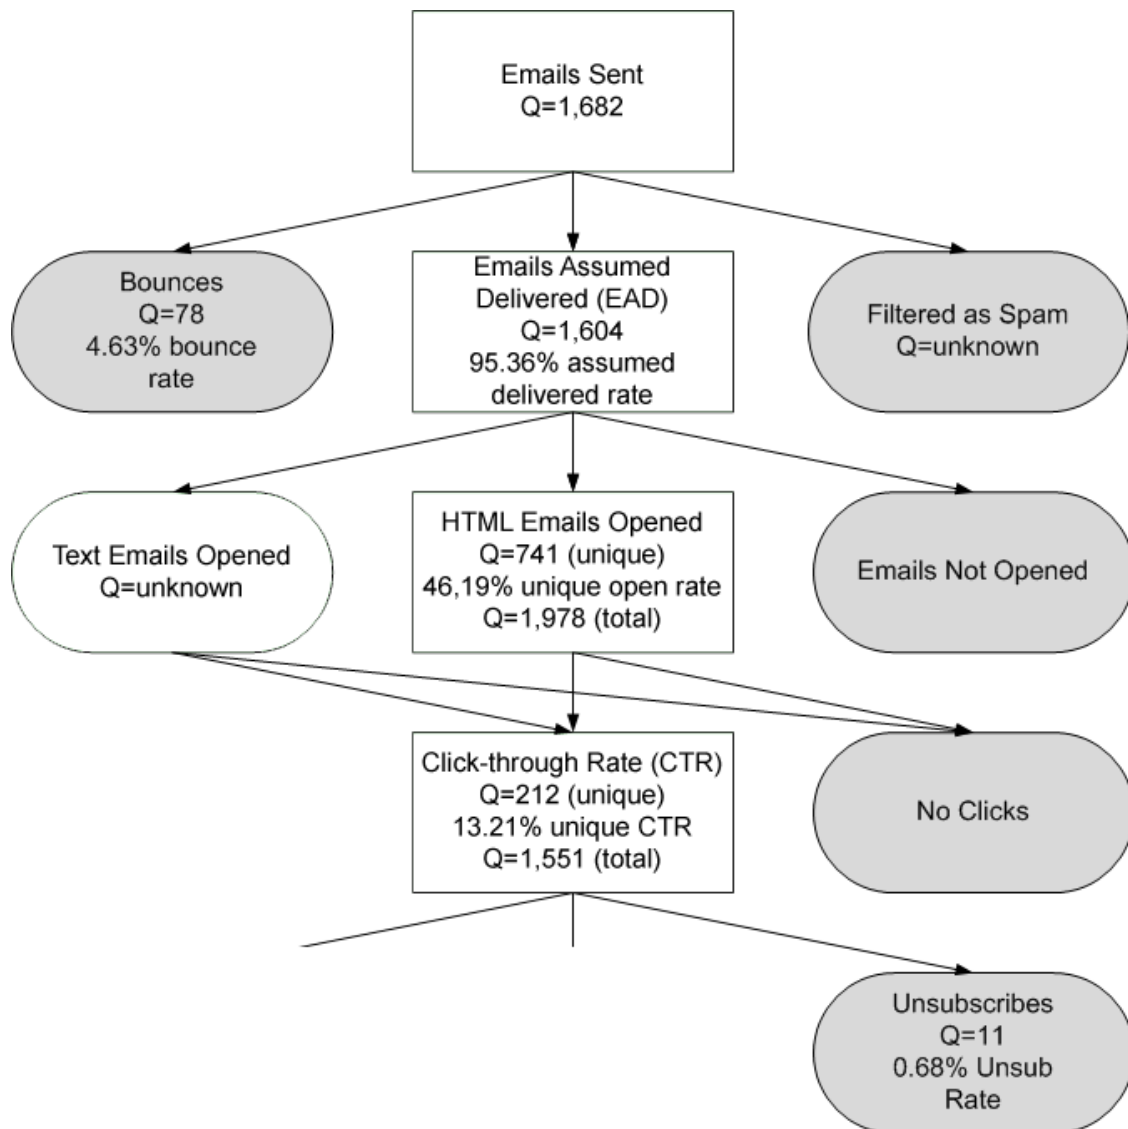 Emails Sent
Q=1,682
Bounces
Q=78
4.63% bounce
rate
Emails Assumed
Delivered (EAD)
Q=1,604
95.36% assumed
delivered rate
Filtered as Spam
Q=unknown
Text Emails Opened
Q=unknown
HTML Emails Opened
Q=741 (unique)
46,19% unique open rate
Q=1,978 (total)
Emails Not Opened
Click-through Rate (CTR)
Q=212 (unique)
13.21% unique CTR
Q=1,551 (total)
No Clicks
Unsubscribes
Q=11
0.68% Unsub
Rate